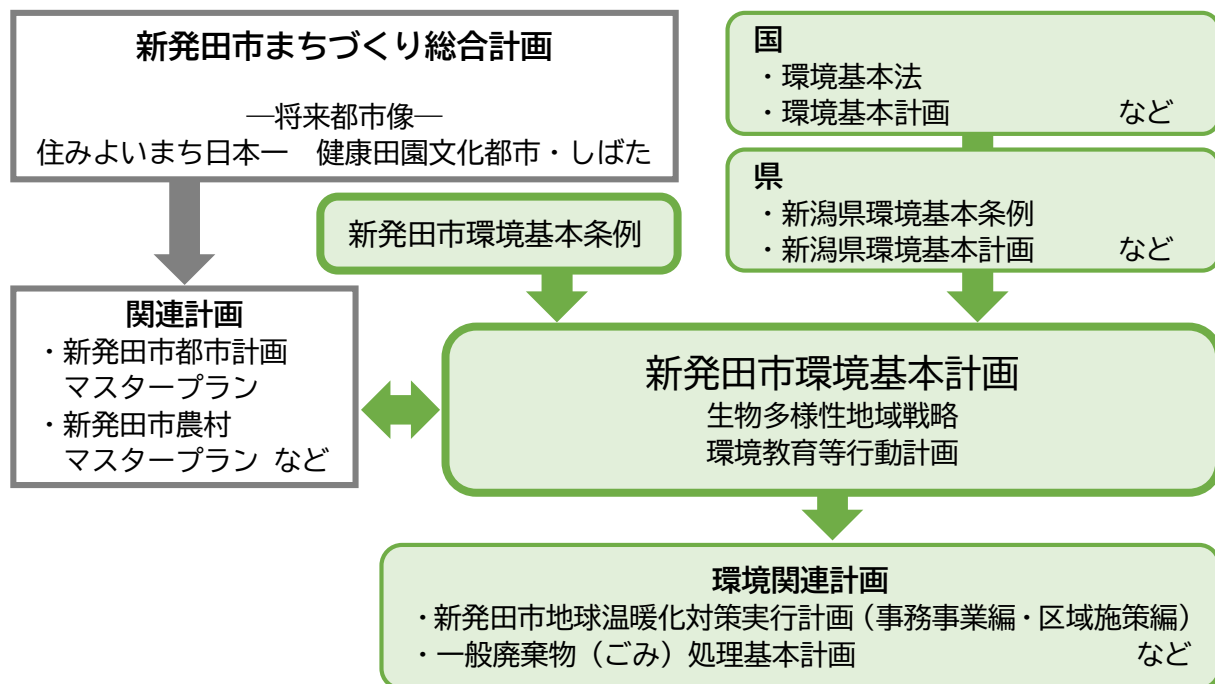 新発田市まちづくり総合計画
―将来都市像―
住みよいまち日本一　健康田園文化都市・しばた
国
・環境基本法
・環境基本計画　など
県
・新潟県環境基本条例
・新潟県環境基本計画　など
新発田市環境基本条例
関連計画
・新発田市都市計画
マスタープラン
・新発田市農村
マスタープラン など
新発田市環境基本計画
生物多様性地域戦略
環境教育等行動計画
環境関連計画
・新発田市地球温暖化対策実行計画（事務事業編・区域施策編）
・一般廃棄物（ごみ）処理基本計画　など